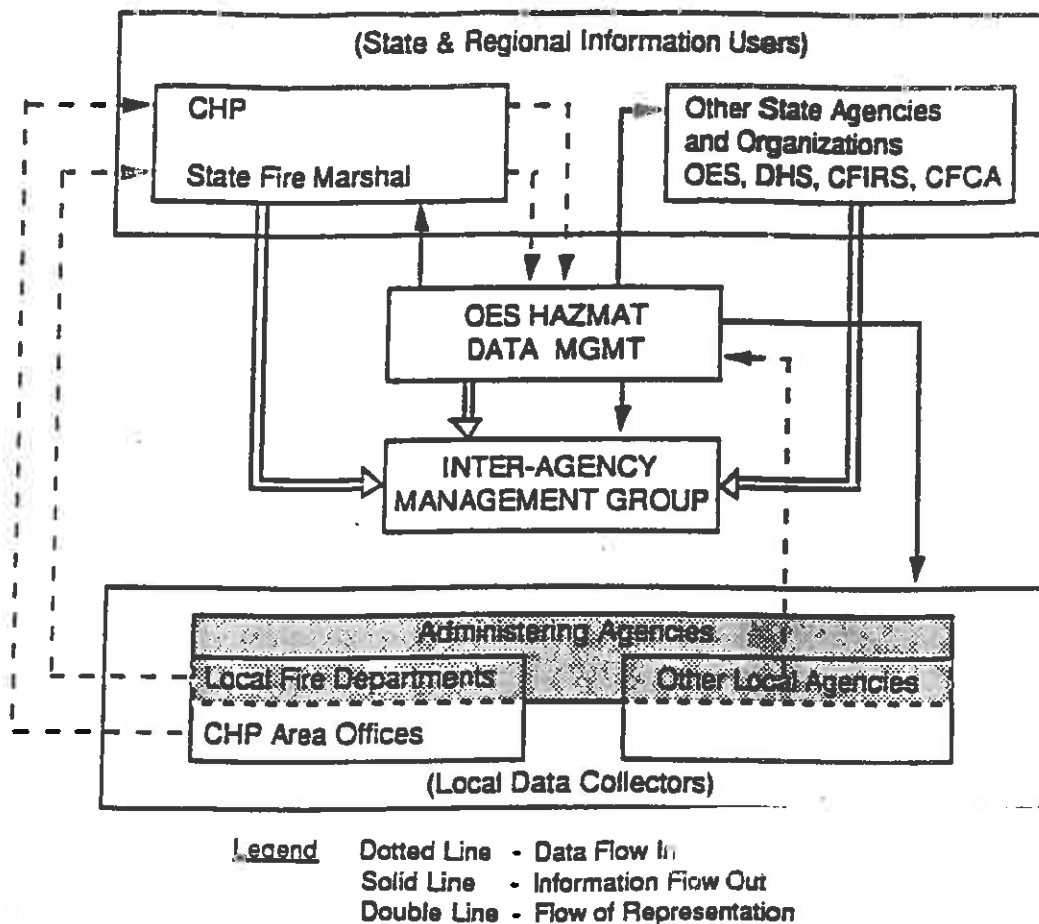 (State & Regional Information Users)
CHP
State Fire Marshal
Other State Agencies
and Organizations
OES, DHS, CFIRS, CFCA
OES HAZMAT
DATA MGMT
INTER-AGENCY
MANAGEMENT GROUP
Administering Agencies
Local Fire Departments
Other Local Agencies
CHP Area Offices
(Local Data Collectors)
Legend
Dotted Line - Data Flow In
Solid Line - Information Flow Out
Double Line - Flow of Representation